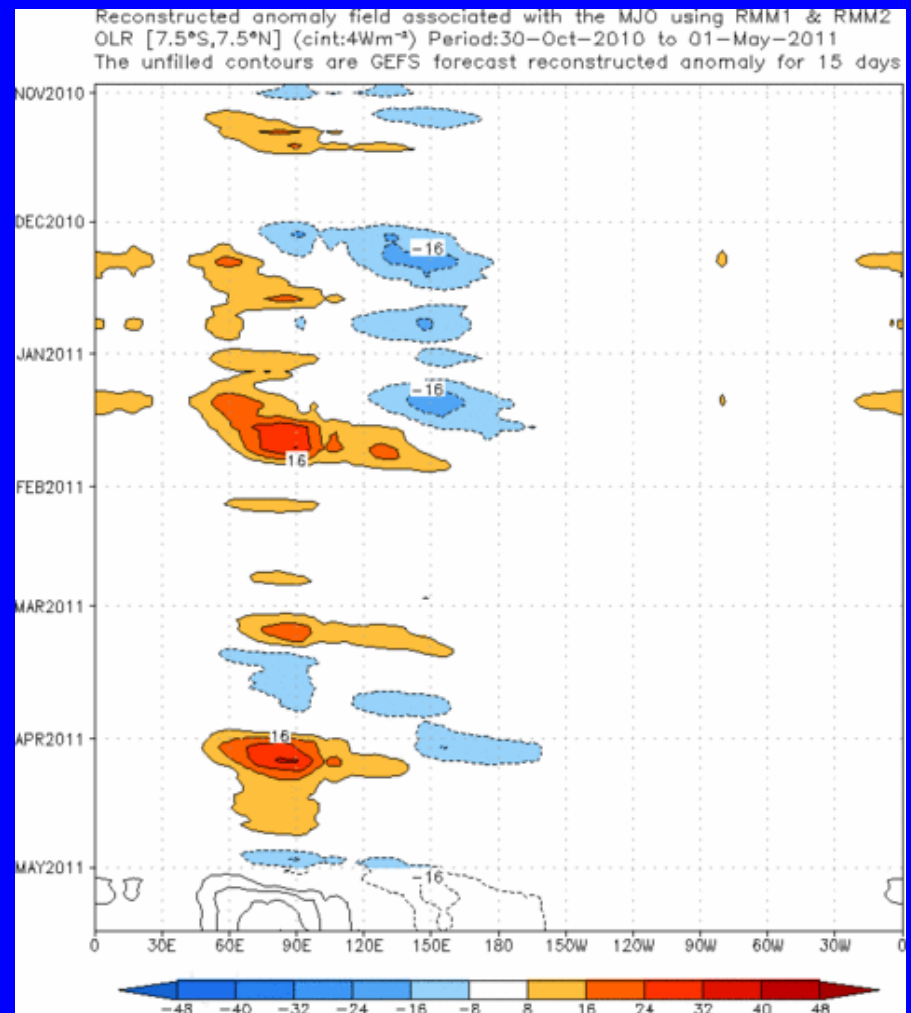 Reconstructed anomaly field associated with the MJO using RMM1 & RMM2
OLR [7.5°S,7.5°N] (cint:4Wm⁻²) Period:30-Oct-2010 to 01-May-2011
The unfilled contours are GEFS forecast reconstructed anomaly for 15 days
NOV2010
DEC2010
-16
JAN2011
-16
16
FEB2011
MAR2011
16
APR2011
MAY2011
-16
0 30E 60E 90E 120E 150E 180 150W 120W 90W 60W 30W 0
-48 -40 -32 -24 -16 -8 8 16 24 32 40 48